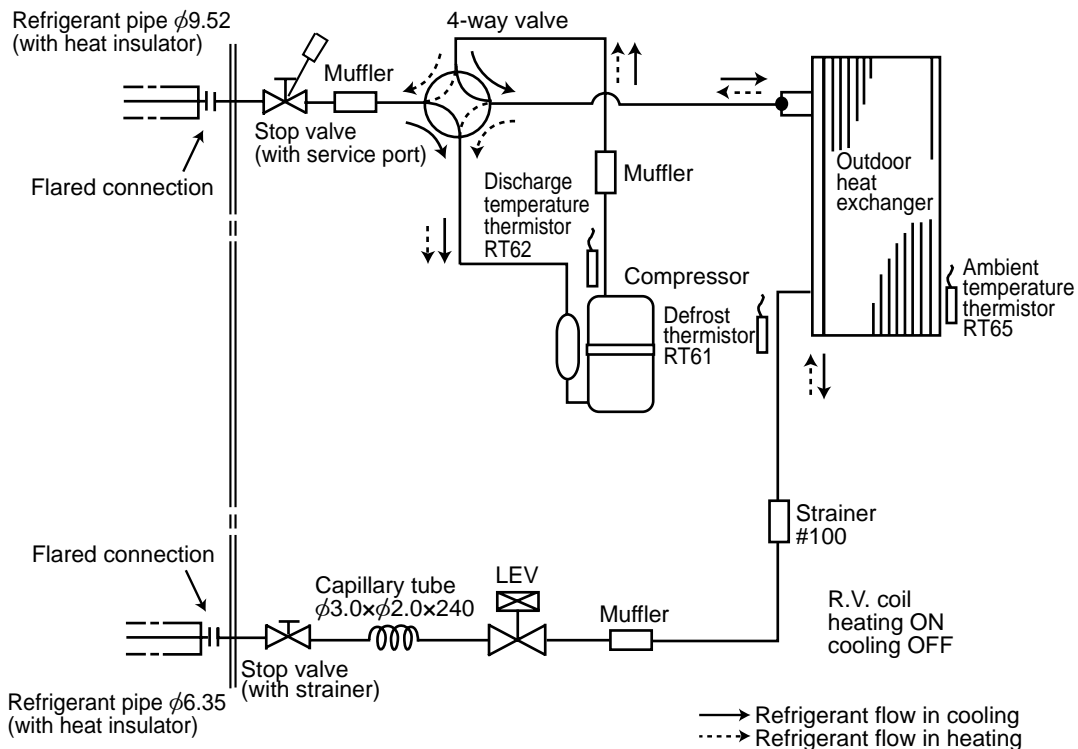 Refrigerant pipe ϕ9.52
(with heat insulator)
4-way valve
Muffler
Stop valve
(with service port)
Flared connection
Discharge
temperature
thermistor
RT62
Muffler
Outdoor
heat
exchanger
Compressor
Defrost
thermistor
RT61
Ambient
temperature
thermistor
RT65
Strainer
#100
Flared connection
Capillary tube
ϕ3.0×ϕ2.0×240
LEV
Muffler
R.V. coil
heating ON
cooling OFF
Stop valve
(with strainer)
Refrigerant pipe ϕ6.35
(with heat insulator)
Refrigerant flow in cooling
Refrigerant flow in heating